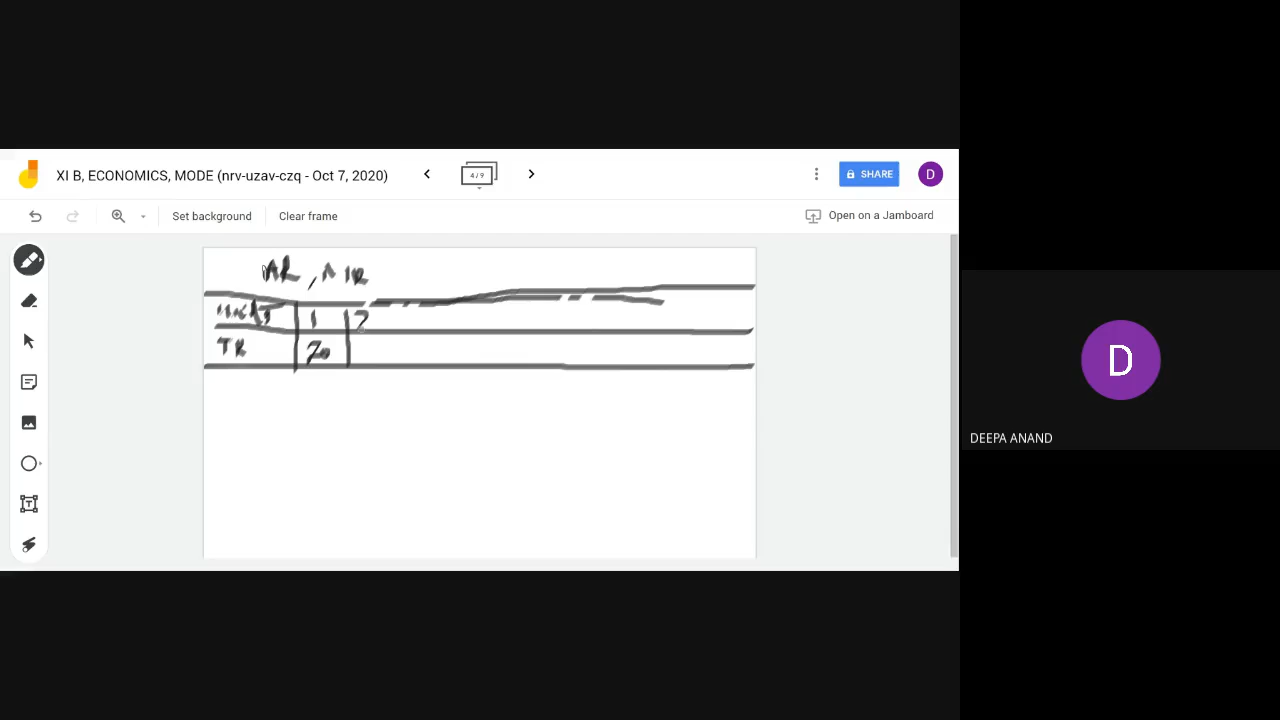 XI B, ECONOMICS, MODE (nrv-uzav-czq - Oct 7, 2020)
4 / 9
SHARE
D
Set background
Clear frame
Open on a Jamboard
AR, MR
1 2
TR 20
D
DEEPA ANAND